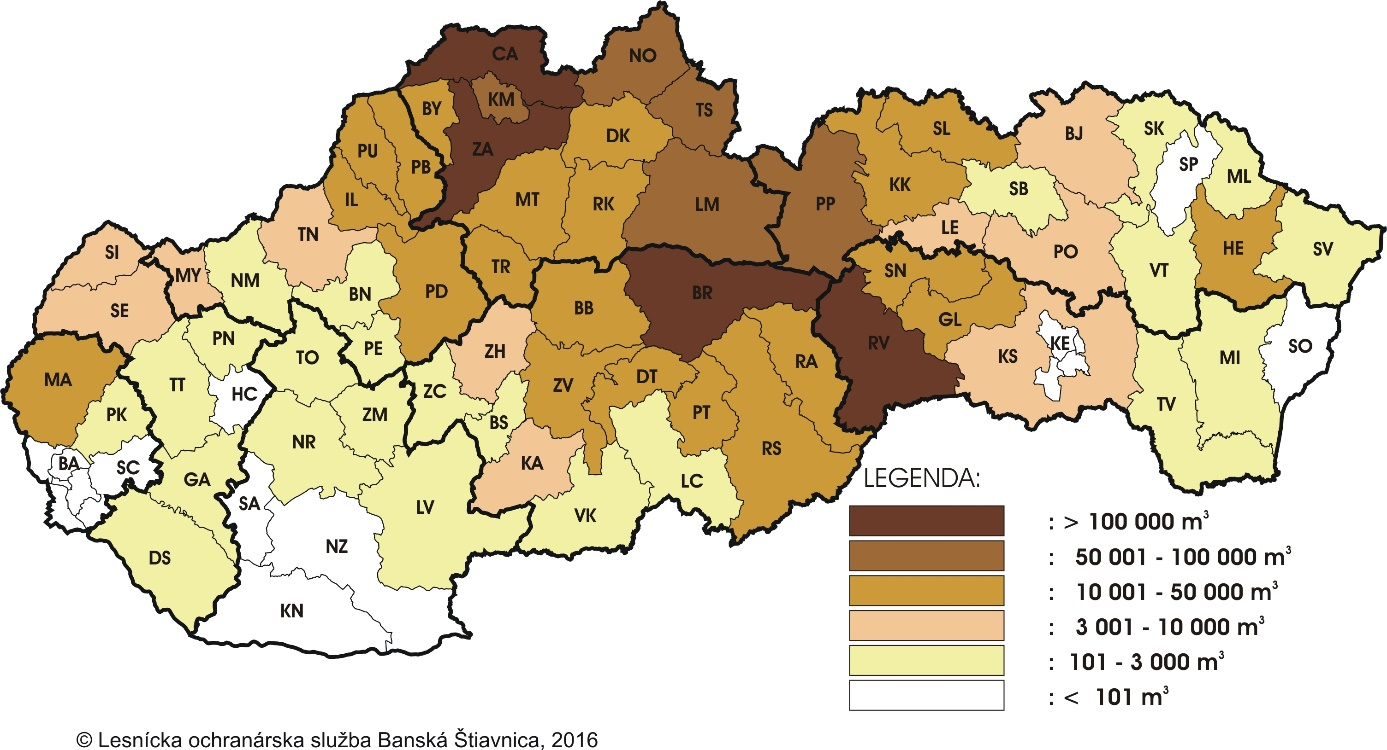 CA
NO
KM
BY
TS
PU
ZA
DK
PB
SL
BJ
SK
SP
ML
IL
MT
RK
LM
PP
KK
SB
LE
TN
SI
MY
NM
BN
PD
TR
PO
VT
HE
SV
SE
SN
GL
BB
BR
RV
KS
KE
MI
SO
PN
TO
PE
ZH
MA
TT
HC
ZC
ZV
DT
RA
PK
ZM
BS
PT
TV
NR
RS
BA
SC
GA
KA
LC
SA
LV
VK
NZ
DS
KN
LEGENDA:
: > 100 000 m³
: 50 001 - 100 000 m³
: 10 001 - 50 000 m³
: 3 001 - 10 000 m³
: 101 - 3 000 m³
: < 101 m³
© Lesnícka ochranárska služba Banská Štiavnica, 2016